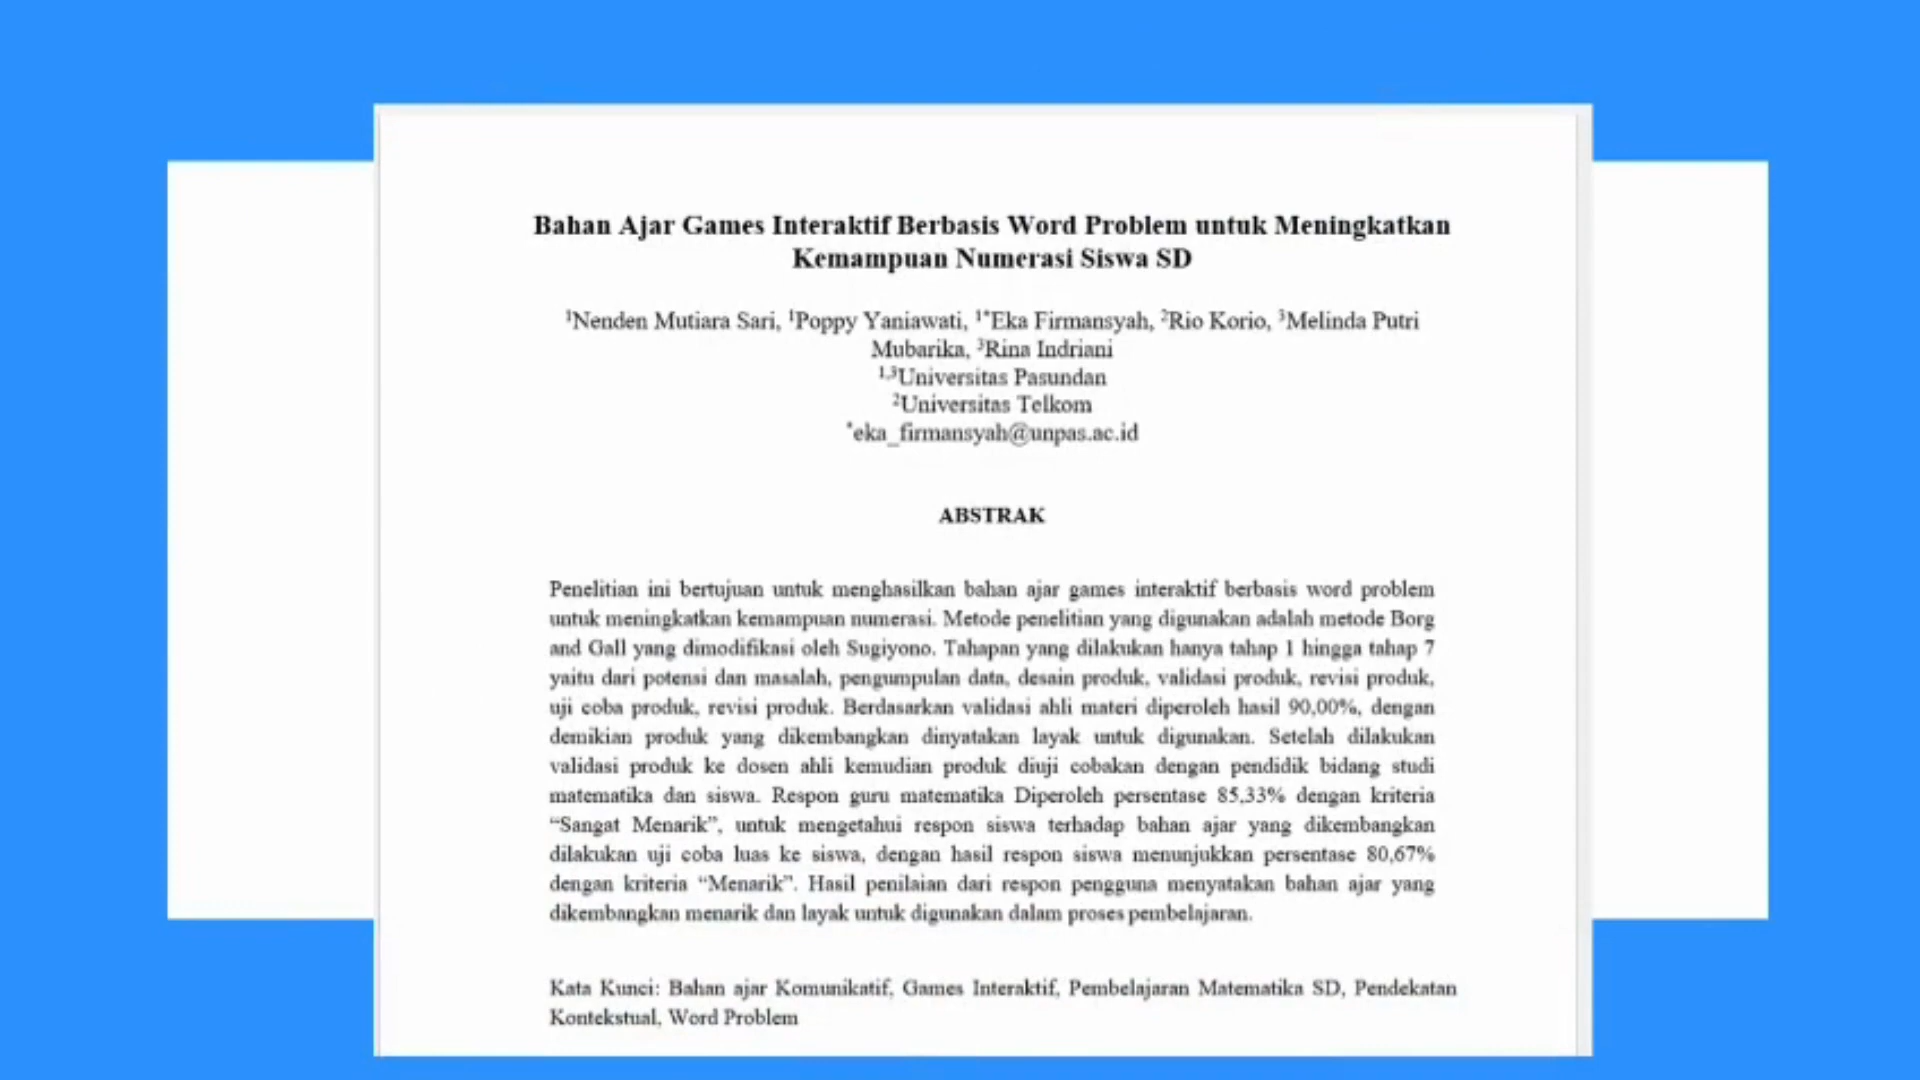 Bahan Ajar Games Interaktif Berbasis Word Problem untuk Meningkatkan
Kemampuan Numerasi Siswa SD
¹Nenden Mutiara Sari, ¹Poppy Yaniawati, ¹*Eka Firmansyah, ²Rio Korio, ³Melinda Putri
Mubarika, ³Rina Indriani
¹,³Universitas Pasundan
²Universitas Telkom
*eka_firmansyah@unpas.ac.id
ABSTRAK
Penelitian ini bertujuan untuk menghasilkan bahan ajar games interaktif berbasis word problem
untuk meningkatkan kemampuan numerasi. Metode penelitian yang digunakan adalah metode Borg
and Gall yang dimodifikasi oleh Sugiyono. Tahapan yang dilakukan hanya tahap 1 hingga tahap 7
yaitu dari potensi dan masalah, pengumpulan data, desain produk, validasi produk, revisi produk,
uji coba produk, revisi produk. Berdasarkan validasi ahli materi diperoleh hasil 90,00%, dengan
demikian produk yang dikembangkan dinyatakan layak untuk digunakan. Setelah dilakukan
validasi produk ke dosen ahli kemudian produk diuji cobakan dengan pendidik bidang studi
matematika dan siswa. Respon guru matematika Diperoleh persentase 85,33% dengan kriteria
“Sangat Menarik”, untuk mengetahui respon siswa terhadap bahan ajar yang dikembangkan
dilakukan uji coba luas ke siswa, dengan hasil respon siswa menunjukkan persentase 80,67%
dengan kriteria “Menarik”. Hasil penilaian dari respon pengguna menyatakan bahan ajar yang
dikembangkan menarik dan layak untuk digunakan dalam proses pembelajaran.
Kata Kunci: Bahan ajar Komunikatif, Games Interaktif, Pembelajaran Matematika SD, Pendekatan
Kontekstual, Word Problem